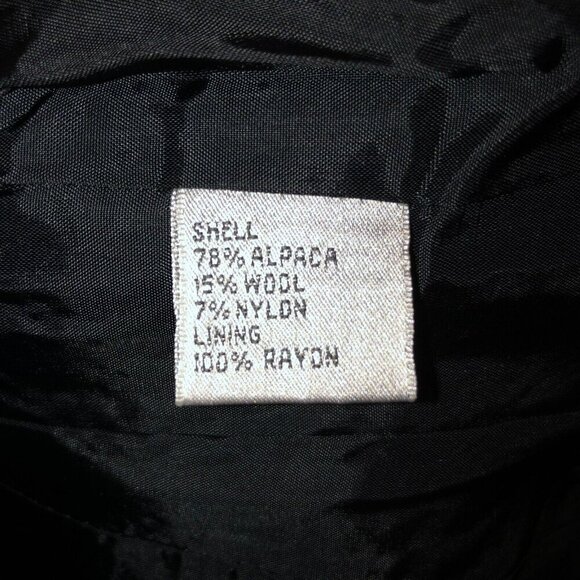 SHELL
78% ALPACA
15% WOOL
7% NYLON
LINING
100% RAYON